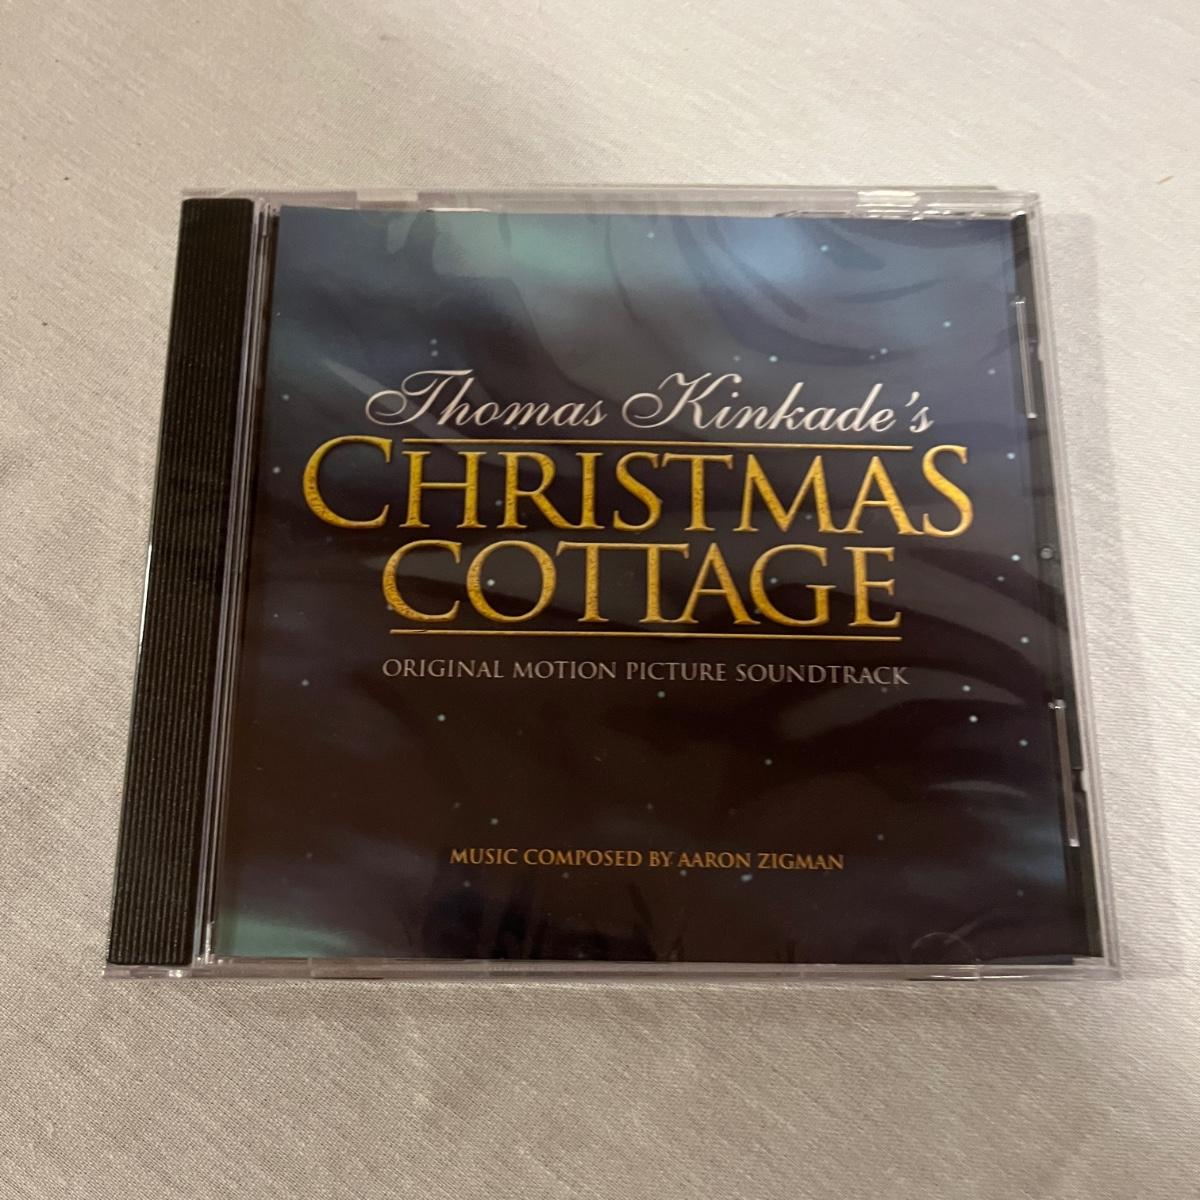 Thomas Kinkade's
CHRISTMAS
COTTAGE
ORIGINAL MOTION PICTURE SOUNDTRACK
MUSIC COMPOSED BY AARON ZIGMAN